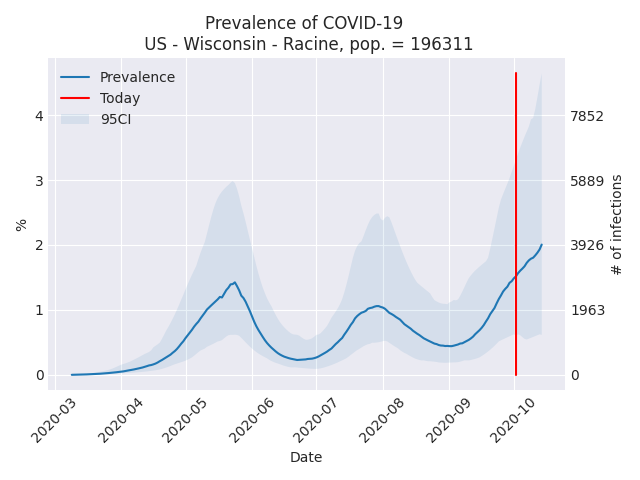 Prevalence of COVID-19
US - Wisconsin - Racine, pop. = 196311
Prevalence
Today
95CI
4
3
2
1
0
%
7852
5889
3926
1963
0
# of infections
2020-03
2020-04
2020-05
2020-06
2020-07
2020-08
2020-09
2020-10
Date